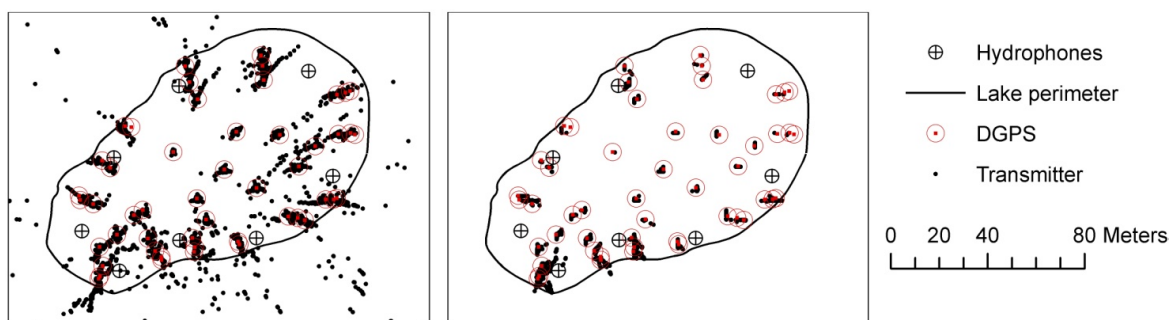 Hydrophones
Lake perimeter
DGPS
Transmitter
0 20 40 80 Meters